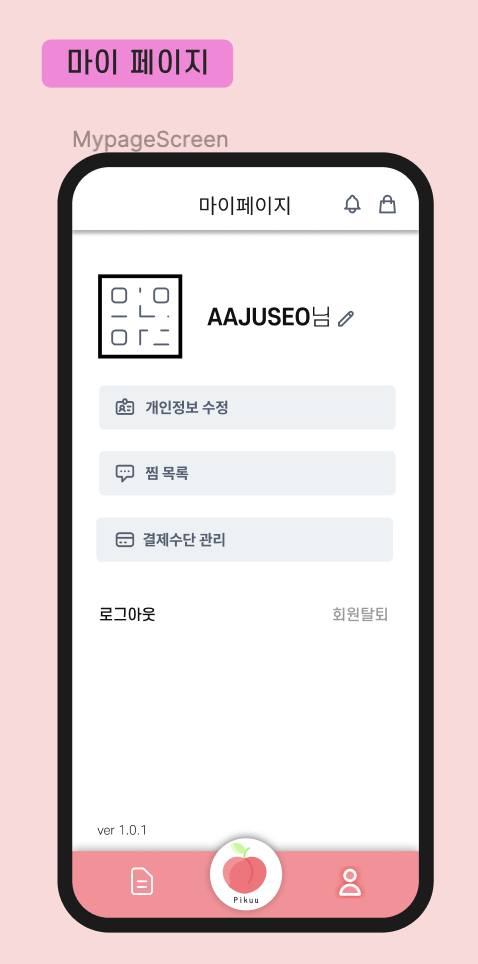 마이 페이지
MypageScreen
마이페이지
AAJUSEO님
개인정보 수정
찜 목록
결제수단 관리
로그아웃 회원탈퇴
ver 1.0.1
Pikuu